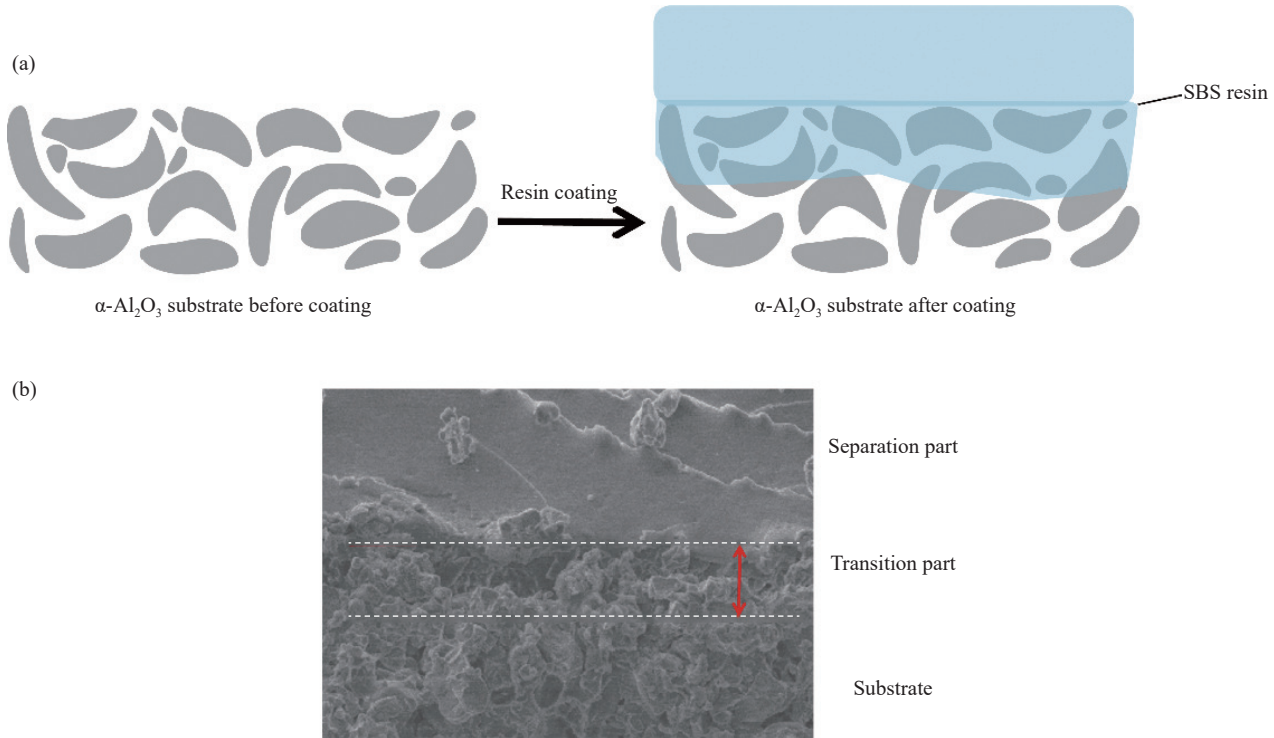 (a)
SBS resin
Resin coating
α-Al₂O₃ substrate before coating
α-Al₂O₃ substrate after coating
(b)
Separation part
Transition part
Substrate